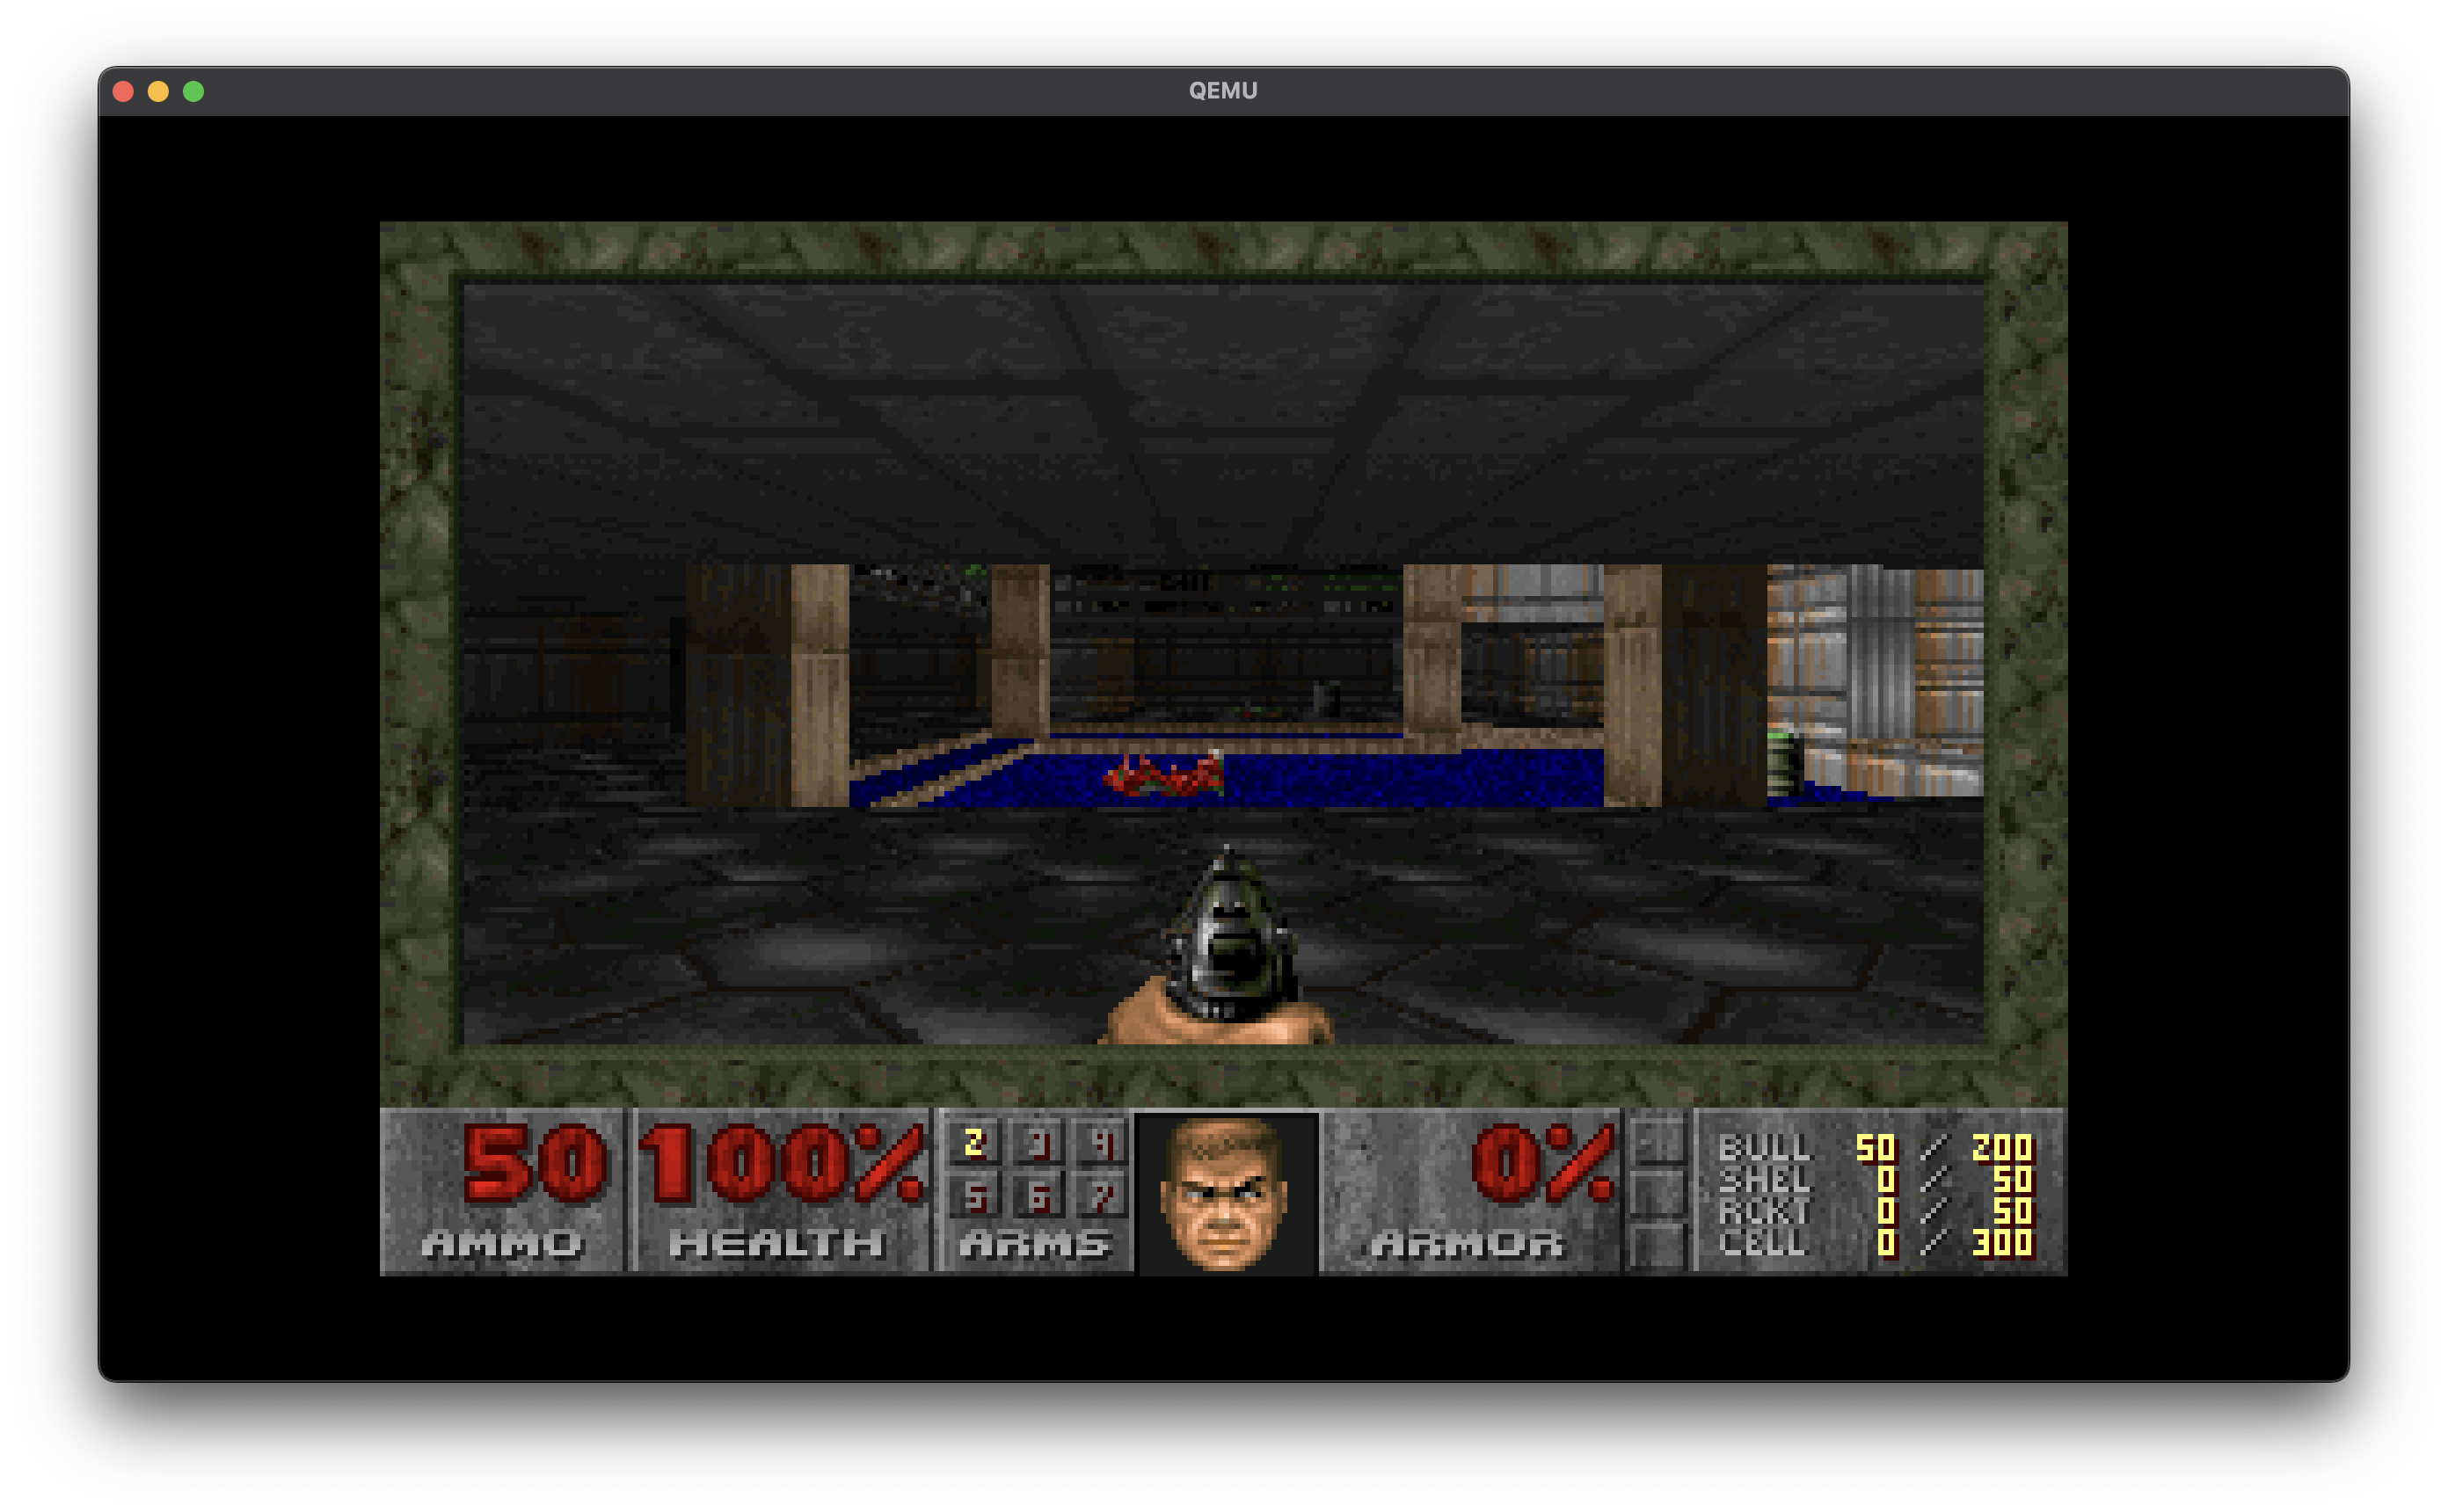 QEMU
50 100% 2 3 4 0% BULL 50 / 200
5 6 7 SHEL 0 / 50
RCKT 0 / 50
AMMO HEALTH ARMS ARMOR CELL 0 / 300